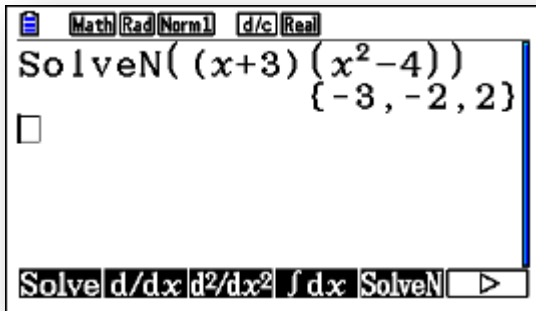 Math Rad Norm1 d/c Real
SolveN((x+3)(x²−4))
{-3,-2,2}
Solve d/dx d²/dx² ∫dx SolveN ▷